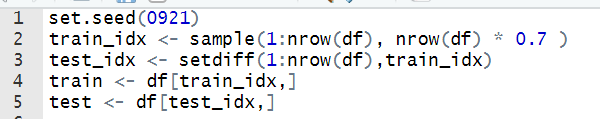 1 set.seed(0921)
2 train_idx <- sample(1:nrow(df), nrow(df) * 0.7 )
3 test_idx <- setdiff(1:nrow(df),train_idx)
4 train <- df[train_idx,]
5 test <- df[test_idx,]